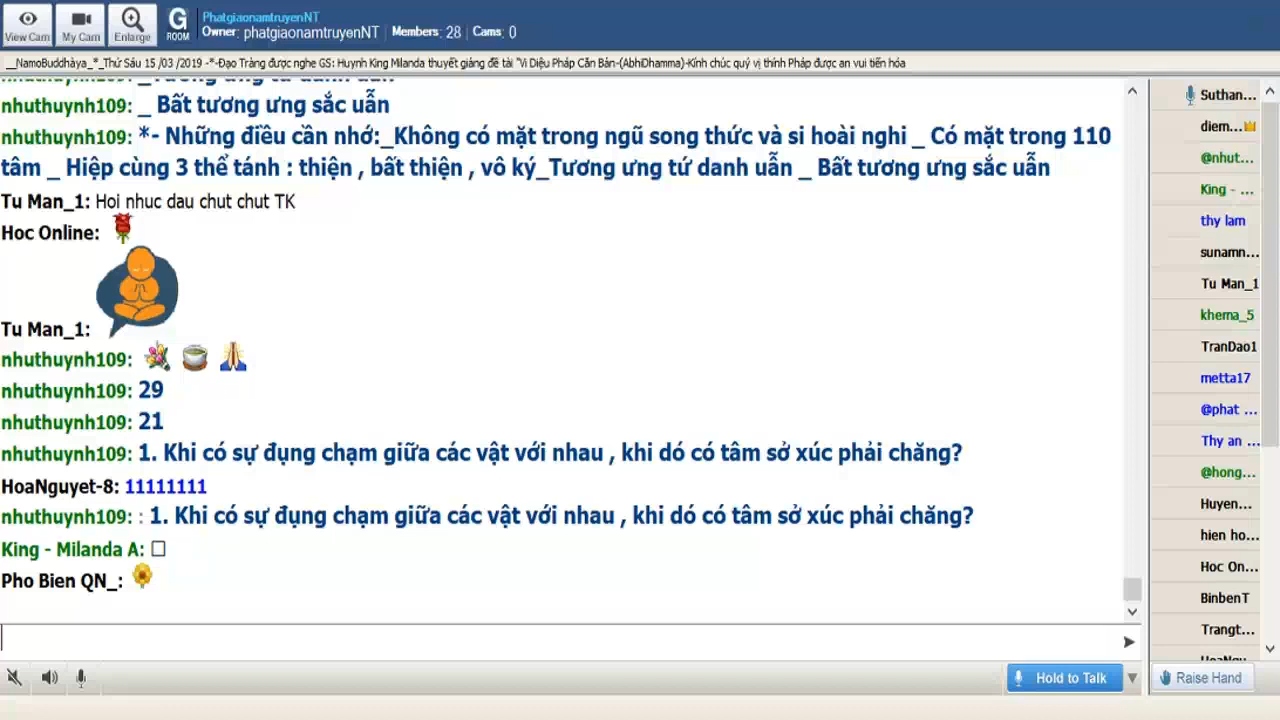 View Cam
My Cam
Enlarge
G
ROOM
PhatgiaonamtruyenNT
Owner: phatgiaonamtruyenNT
Members: 28
Cams: 0
__NamoBuddhàya_*_Thứ Sáu 15 /03 /2019 -*-Đạo Tràng được nghe GS: Huynh King Milanda thuyết giảng đề tài "Vi Diệu Pháp Căn Bản-(AbhiDhamma)-Kính chúc quý vị thính Pháp được an vui tiến hóa
nhuthuynh109: _ Bất tương ưng sắc uẩn
nhuthuynh109: *- Những điều cần nhớ:_Không có mặt trong ngũ song thức và si hoài nghi _ Có mặt trong 110
tâm _ Hiệp cùng 3 thể tánh : thiện , bất thiện , vô ký_Tương ưng tứ danh uẩn _ Bất tương ưng sắc uẩn
Tu Man_1: Hoi nhuc dau chut chut TK
Hoc Online:
Tu Man_1:
nhuthuynh109:
nhuthuynh109: 29
nhuthuynh109: 21
nhuthuynh109: 1. Khi có sự đụng chạm giữa các vật với nhau , khi dó có tâm sở xúc phải chăng?
HoaNguyet-8: 11111111
nhuthuynh109: : 1. Khi có sự đụng chạm giữa các vật với nhau , khi dó có tâm sở xúc phải chăng?
King - Milanda A: □
Pho Bien QN_:
Hold to Talk
Suthan...
diem...
@nhut...
King - ...
thy lam
sunamn...
Tu Man_1
khema_5
TranDao1
metta17
@phat ...
Thy an ...
@hong...
Huyen...
hien ho...
Hoc On...
BinbenT
Trangt...
Raise Hand